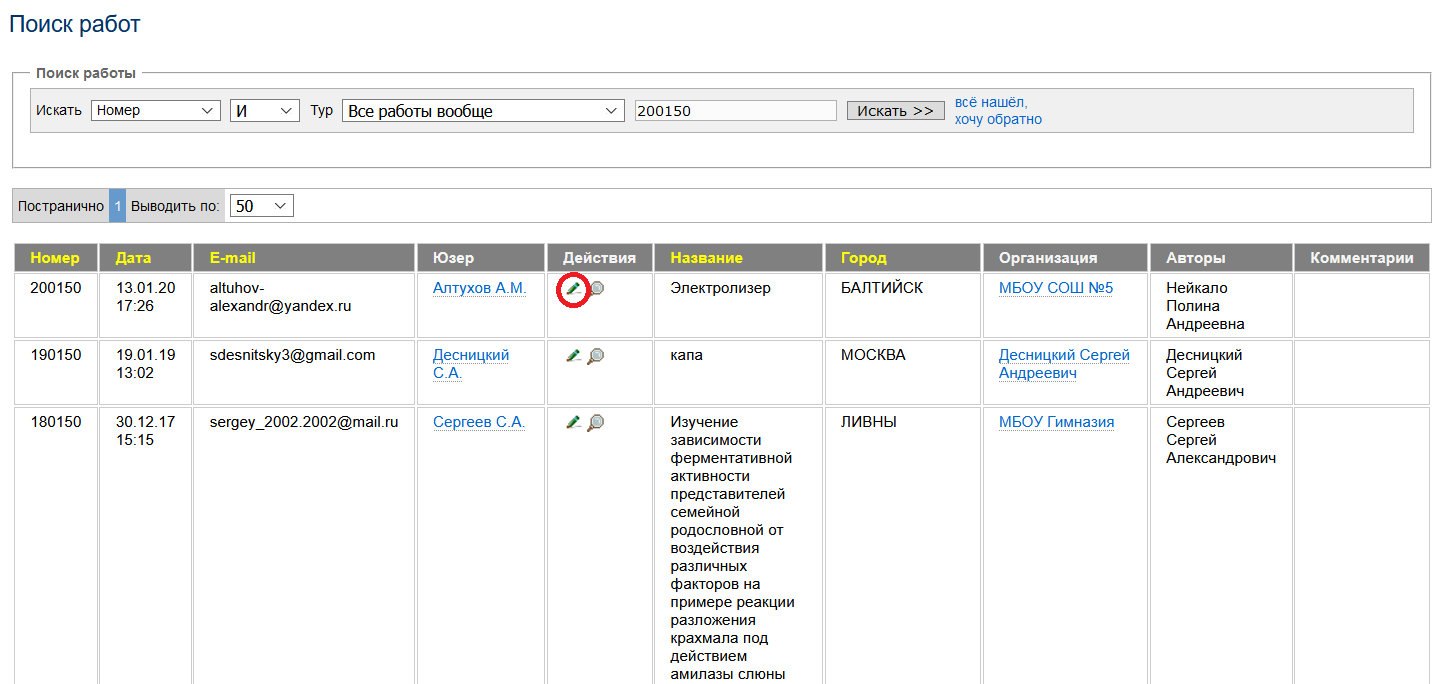 Поиск работ
Поиск работы
Искать Номер И Тур Все работы вообще 200150 Искать >> всё нашёл,
хочу обратно
Постранично 1 Выводить по: 50
Номер Дата E-mail Юзер Действия Название Город Организация Авторы Комментарии
200150 13.01.20 altuhov- Алтухов А.М. Электролизер БАЛТИЙСК МБОУ СОШ №5 Нейкало
17:26 alexandr@yandex.ru Полина
Андреевна
190150 19.01.19 sdesnitsky3@gmail.com Десницкий капа МОСКВА Десницкий Сергей Десницкий
13:02 С.А. Андреевич Сергей
Андреевич
180150 30.12.17 sergey_2002.2002@mail.ru Сергеев С.А. Изучение ЛИВНЫ МБОУ Гимназия Сергеев
15:15 зависимости Сергей
ферментативной Александрович
активности
представителей
семейной
родословной от
воздействия
различных
факторов на
примере реакции
разложения
крахмала под
действием
амилазы слюны